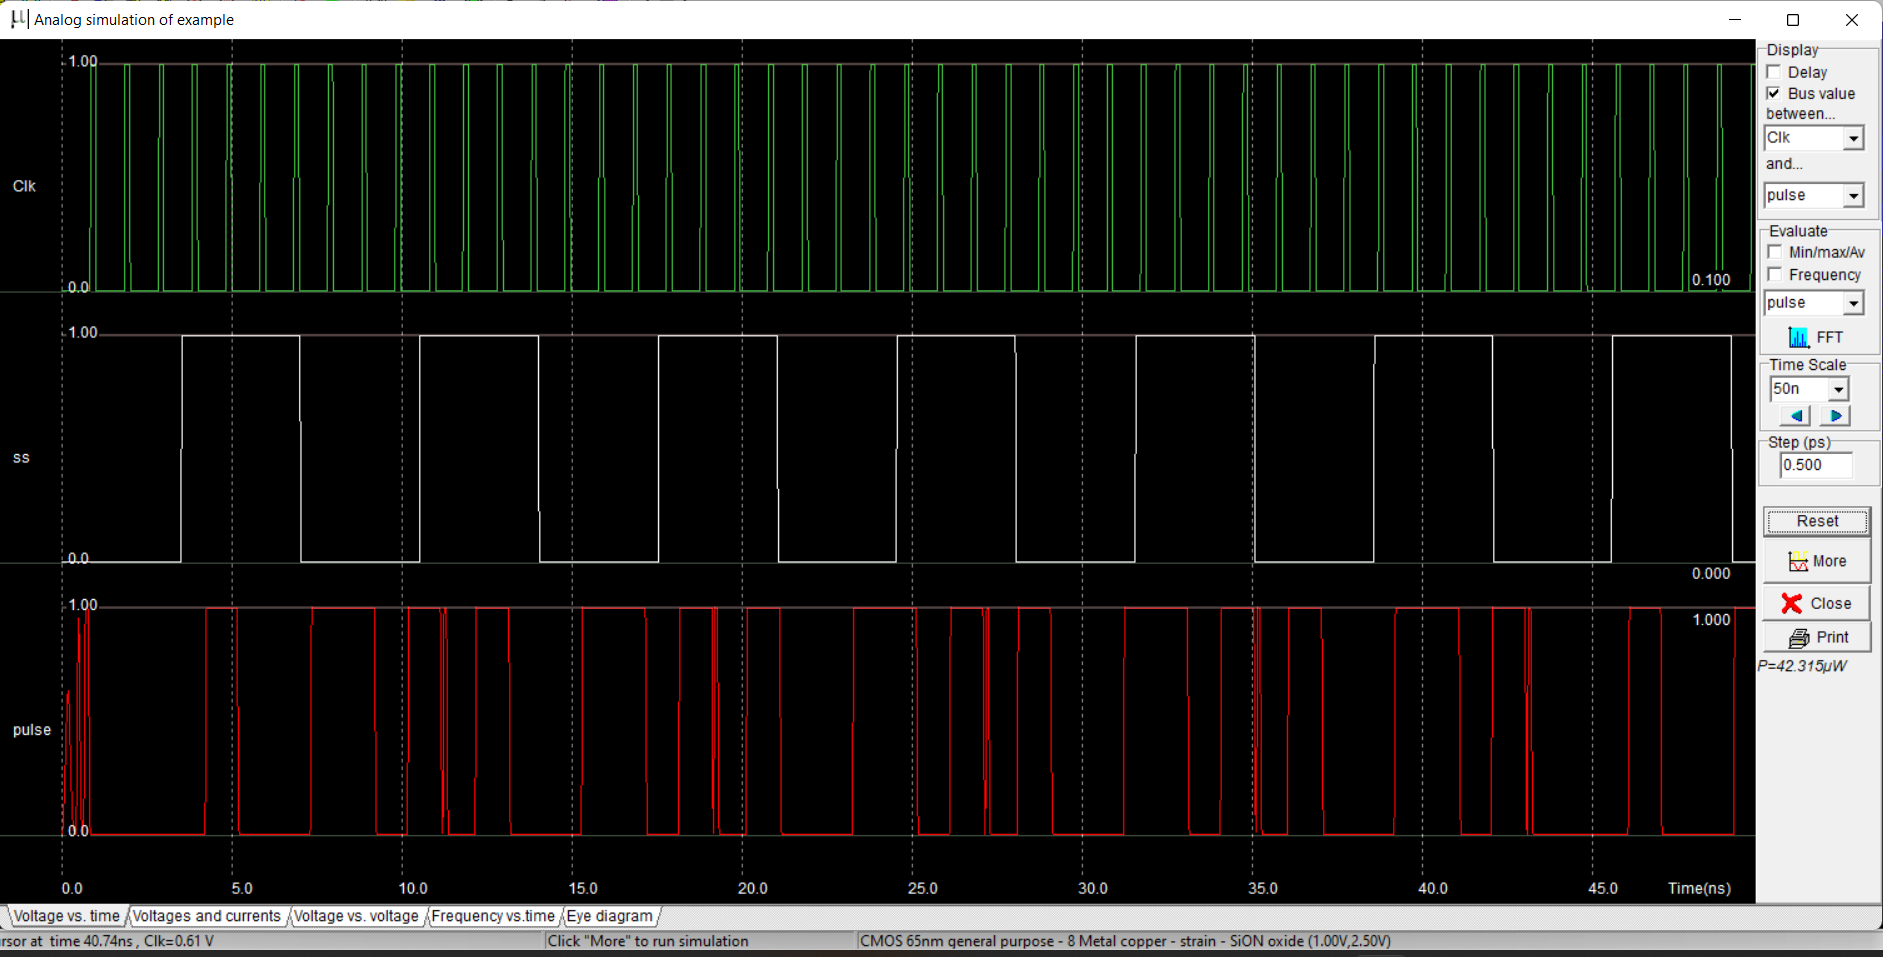 Analog simulation of example
1.00
Clk
0.0
0.100
1.00
ss
0.0
0.000
1.00
1.000
pulse
0.0
0.0 5.0 10.0 15.0 20.0 25.0 30.0 35.0 40.0 45.0 Time(ns)
Display
Delay
Bus value
between...
Clk
and...
pulse
Evaluate
Min/max/Av
Frequency
pulse
FFT
Time Scale
50n
Step (ps)
0.500
Reset
More
Close
Print
P=42.315µW
Voltage vs. time Voltages and currents Voltage vs. voltage Frequency vs.time Eye diagram
rsor at time 40.74ns , Clk=0.61 V Click "More" to run simulation CMOS 65nm general purpose - 8 Metal copper - strain - SiON oxide (1.00V,2.50V)